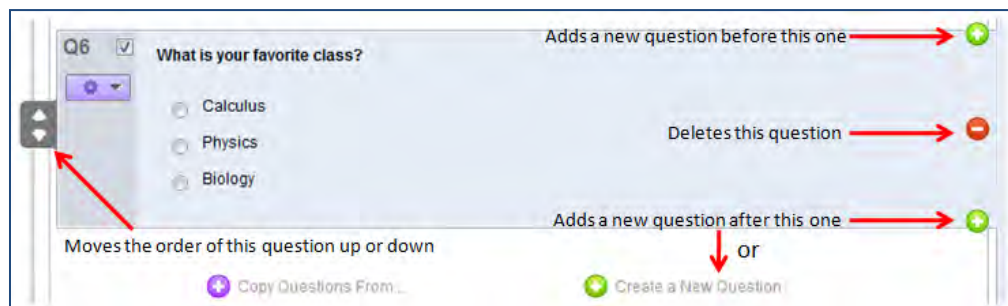 Q6
What is your favorite class?
Adds a new question before this one
Calculus
Physics
Deletes this question
Biology
Adds a new question after this one
Moves the order of this question up or down
or
Copy Questions From...
Create a New Question